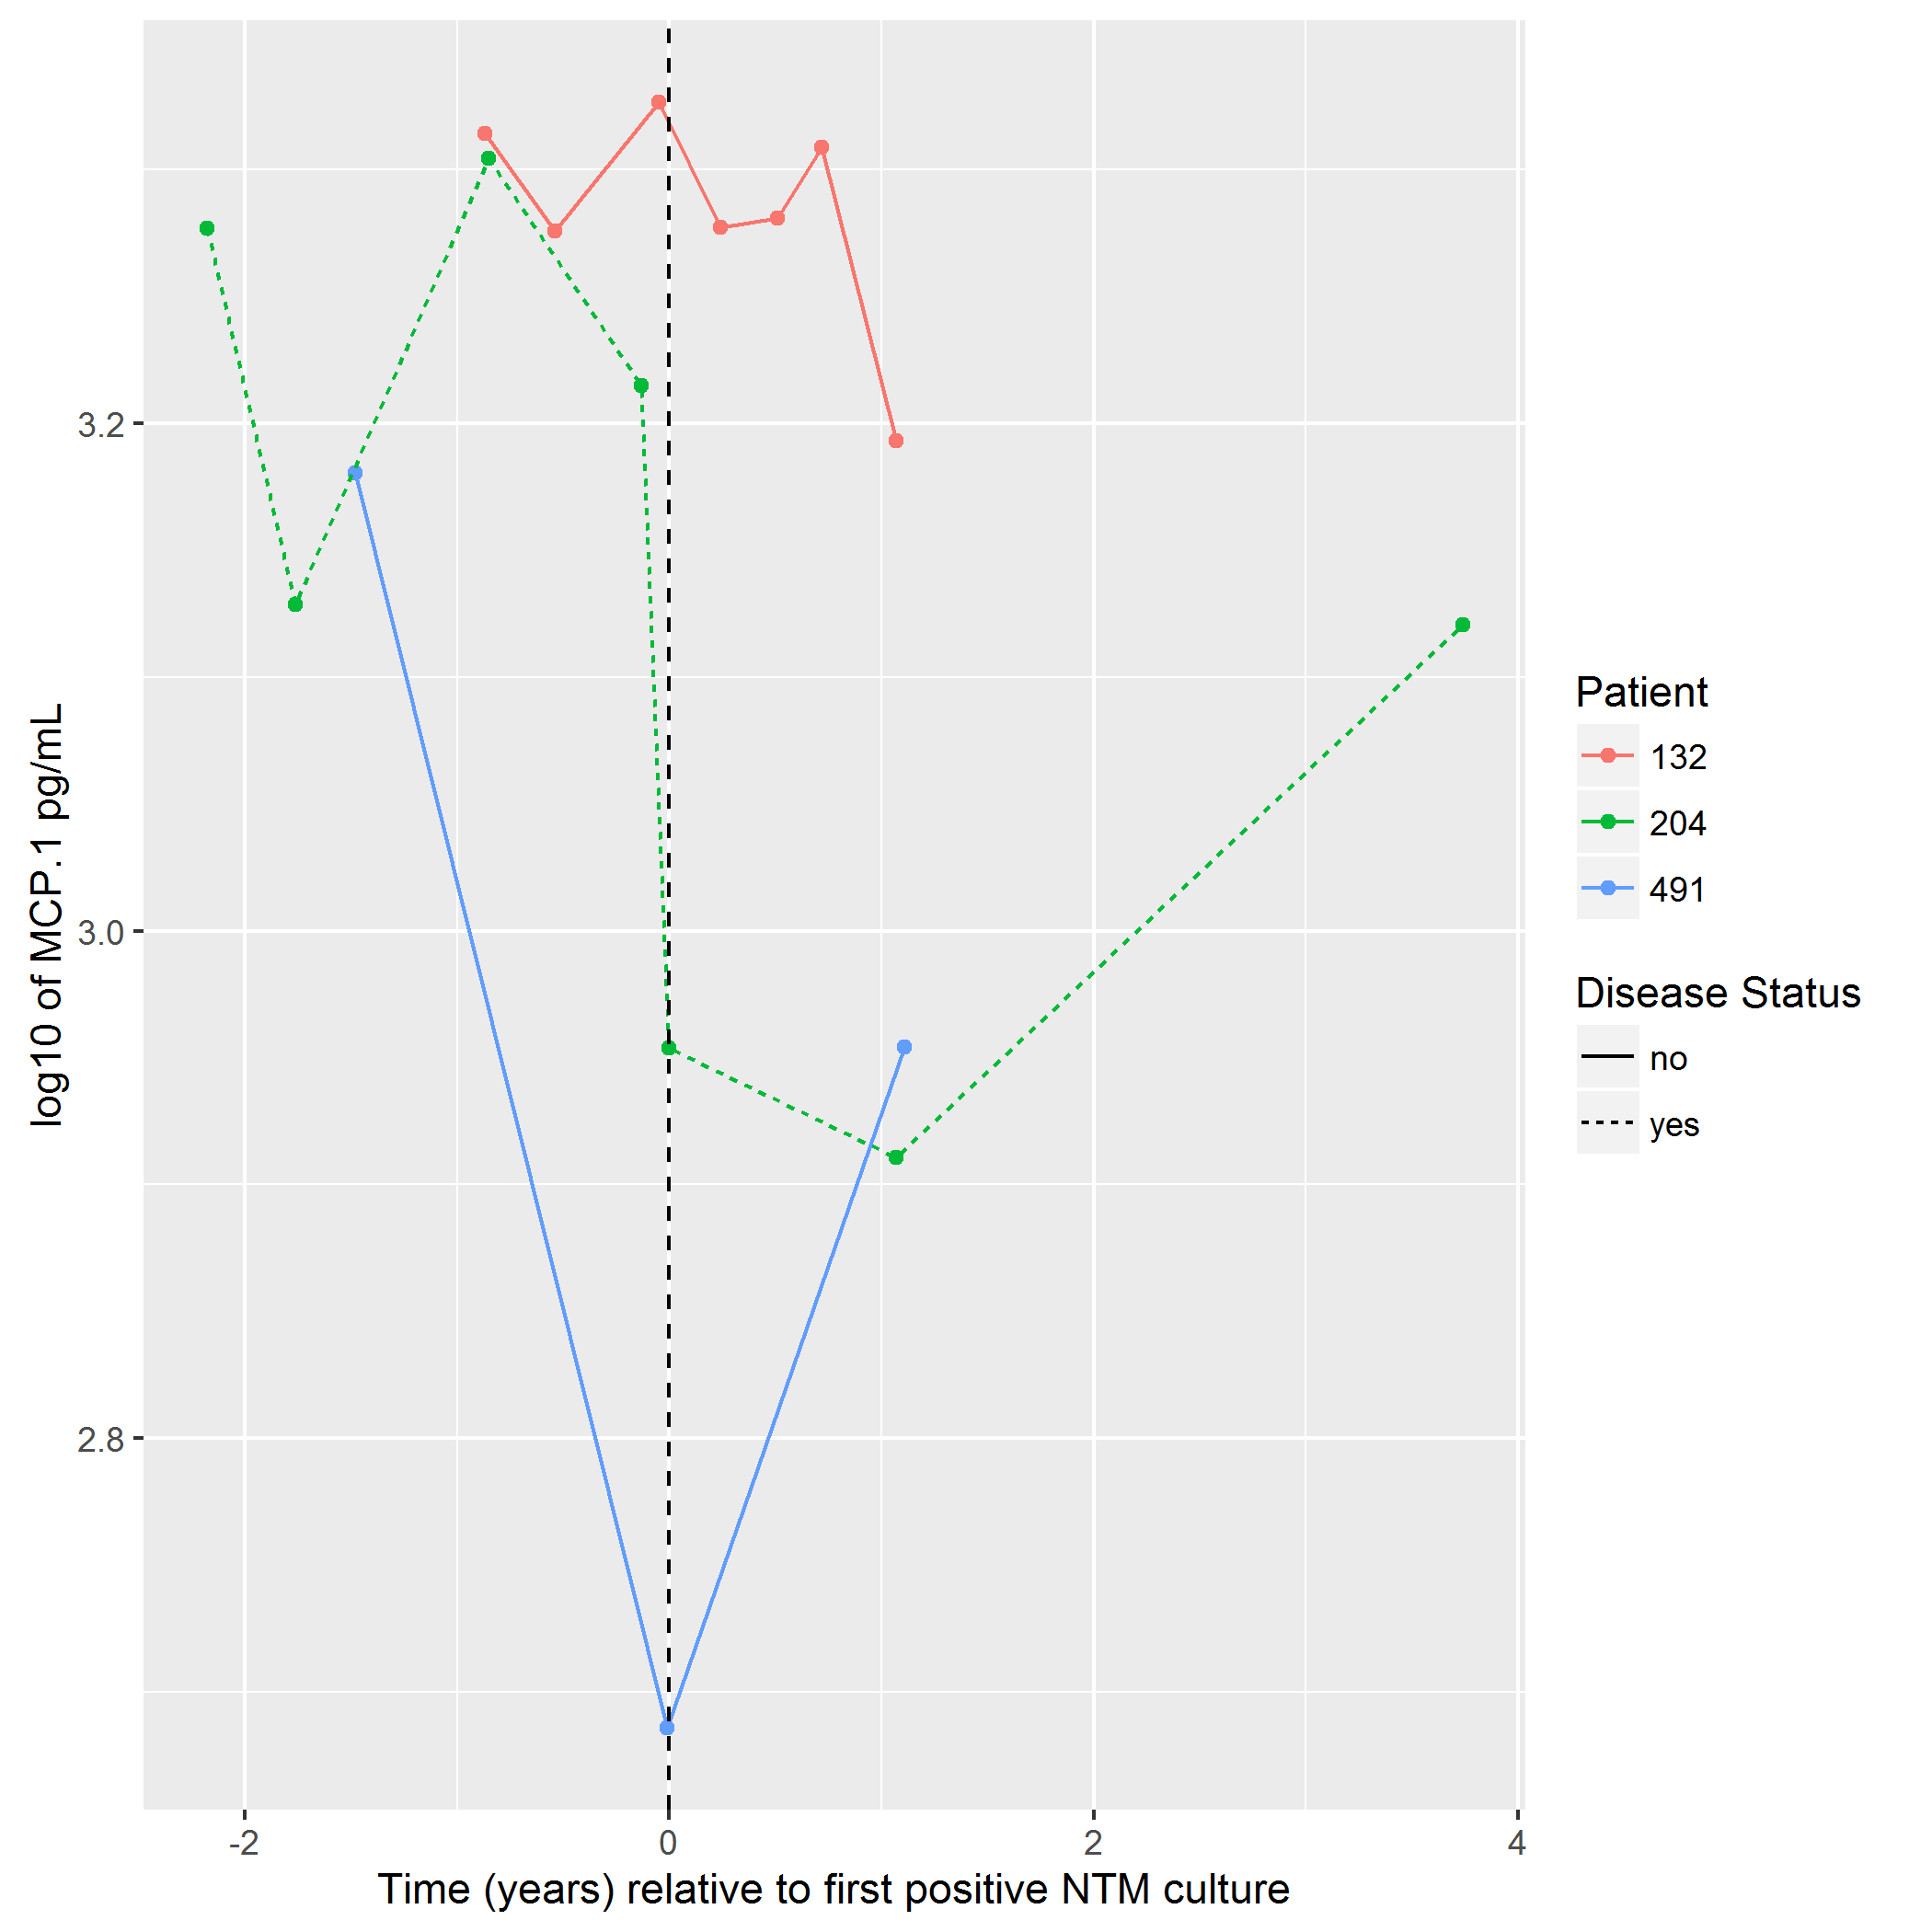 log10 of MCP.1 pg/mL
3.2
3.0
2.8
-2
0
2
4
Time (years) relative to first positive NTM culture
Patient
132
204
491
Disease Status
no
yes